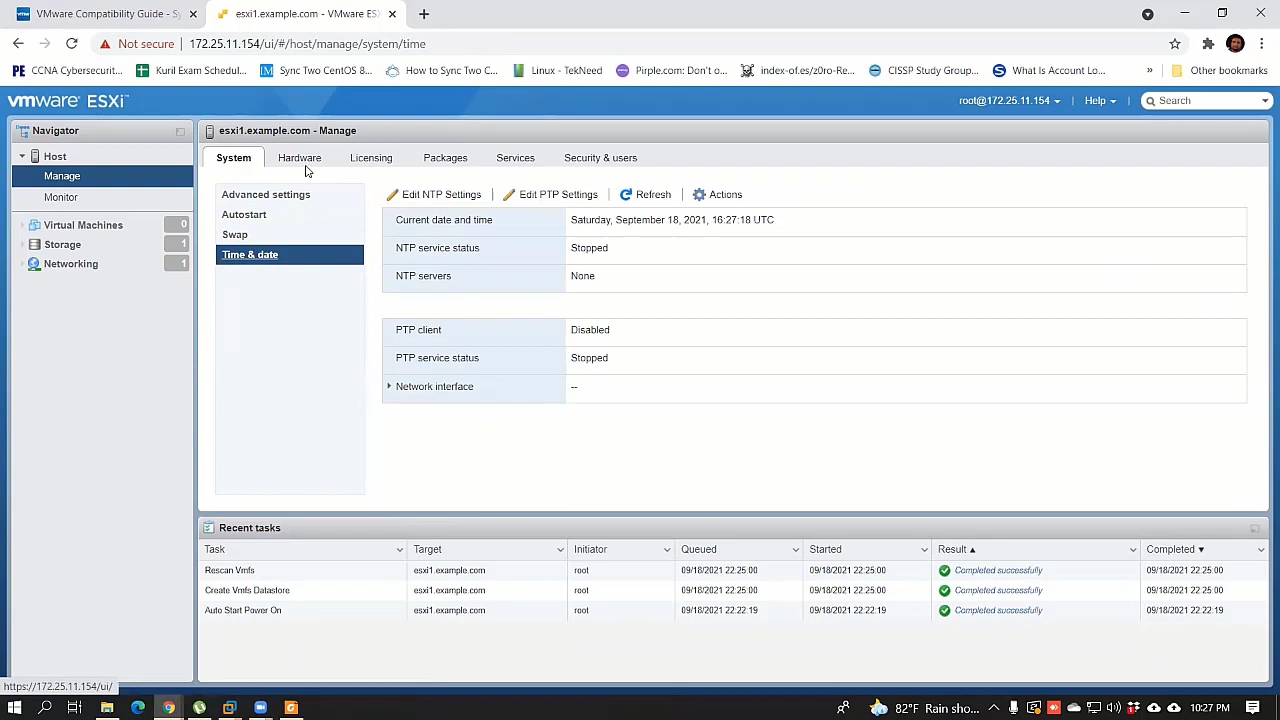 VMware Compatibility Guide - Sy
esxi1.example.com - VMware ES
Not secure
172.25.11.154/ui/#/host/manage/system/time
CCNA Cybersecurit...
Kuril Exam Schedul...
Sync Two CentOS 8...
How to Sync Two C...
Linux - TekNeed
Pirple.com: Don't o...
index-of.es/z0ro-Re...
CISSP Study Group...
What Is Account Lo...
»
Other bookmarks
vmware ESXi™
root@172.25.11.154
Help
Search
Navigator
Host
Manage
Monitor
Virtual Machines 0
Storage 1
Networking 1
esxi1.example.com - Manage
System
Hardware
Licensing
Packages
Services
Security & users
Advanced settings
Autostart
Swap
Time & date
Edit NTP Settings
Edit PTP Settings
Refresh
Actions
Current date and time Saturday, September 18, 2021, 16:27:18 UTC
NTP service status Stopped
NTP servers None
PTP client Disabled
PTP service status Stopped
Network interface --
Recent tasks
Task Target Initiator Queued Started Result Completed
Rescan Vmfs esxi1.example.com root 09/18/2021 22:25:00 09/18/2021 22:25:00 Completed successfully 09/18/2021 22:25:00
Create Vmfs Datastore esxi1.example.com root 09/18/2021 22:25:00 09/18/2021 22:25:00 Completed successfully 09/18/2021 22:25:00
Auto Start Power On esxi1.example.com root 09/18/2021 22:22:19 09/18/2021 22:22:19 Completed successfully 09/18/2021 22:22:19
https://172.25.11.154/ui/
82°F Rain sho...
10:27 PM